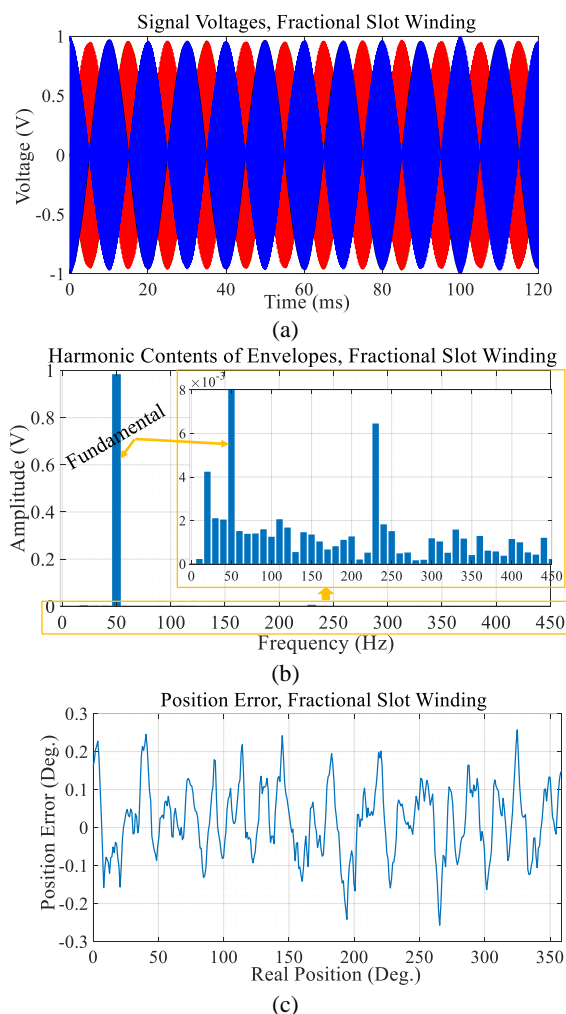 Signal Voltages, Fractional Slot Winding
1
0.5
0
-0.5
-1
Voltage (V)
0 20 40 60 80 100 120
Time (ms)
(a)
Harmonic Contents of Envelopes, Fractional Slot Winding
1
0.8
0.6
0.4
0.2
0
Amplitude (V)
Fundamental
×10⁻³
8
6
4
2
0
0 50 100 150 200 250 300 350 400 450
0 50 100 150 200 250 300 350 400 450
Frequency (Hz)
(b)
Position Error, Fractional Slot Winding
0.3
0.2
0.1
0
-0.1
-0.2
-0.3
Position Error (Deg.)
0 50 100 150 200 250 300 350
Real Position (Deg.)
(c)